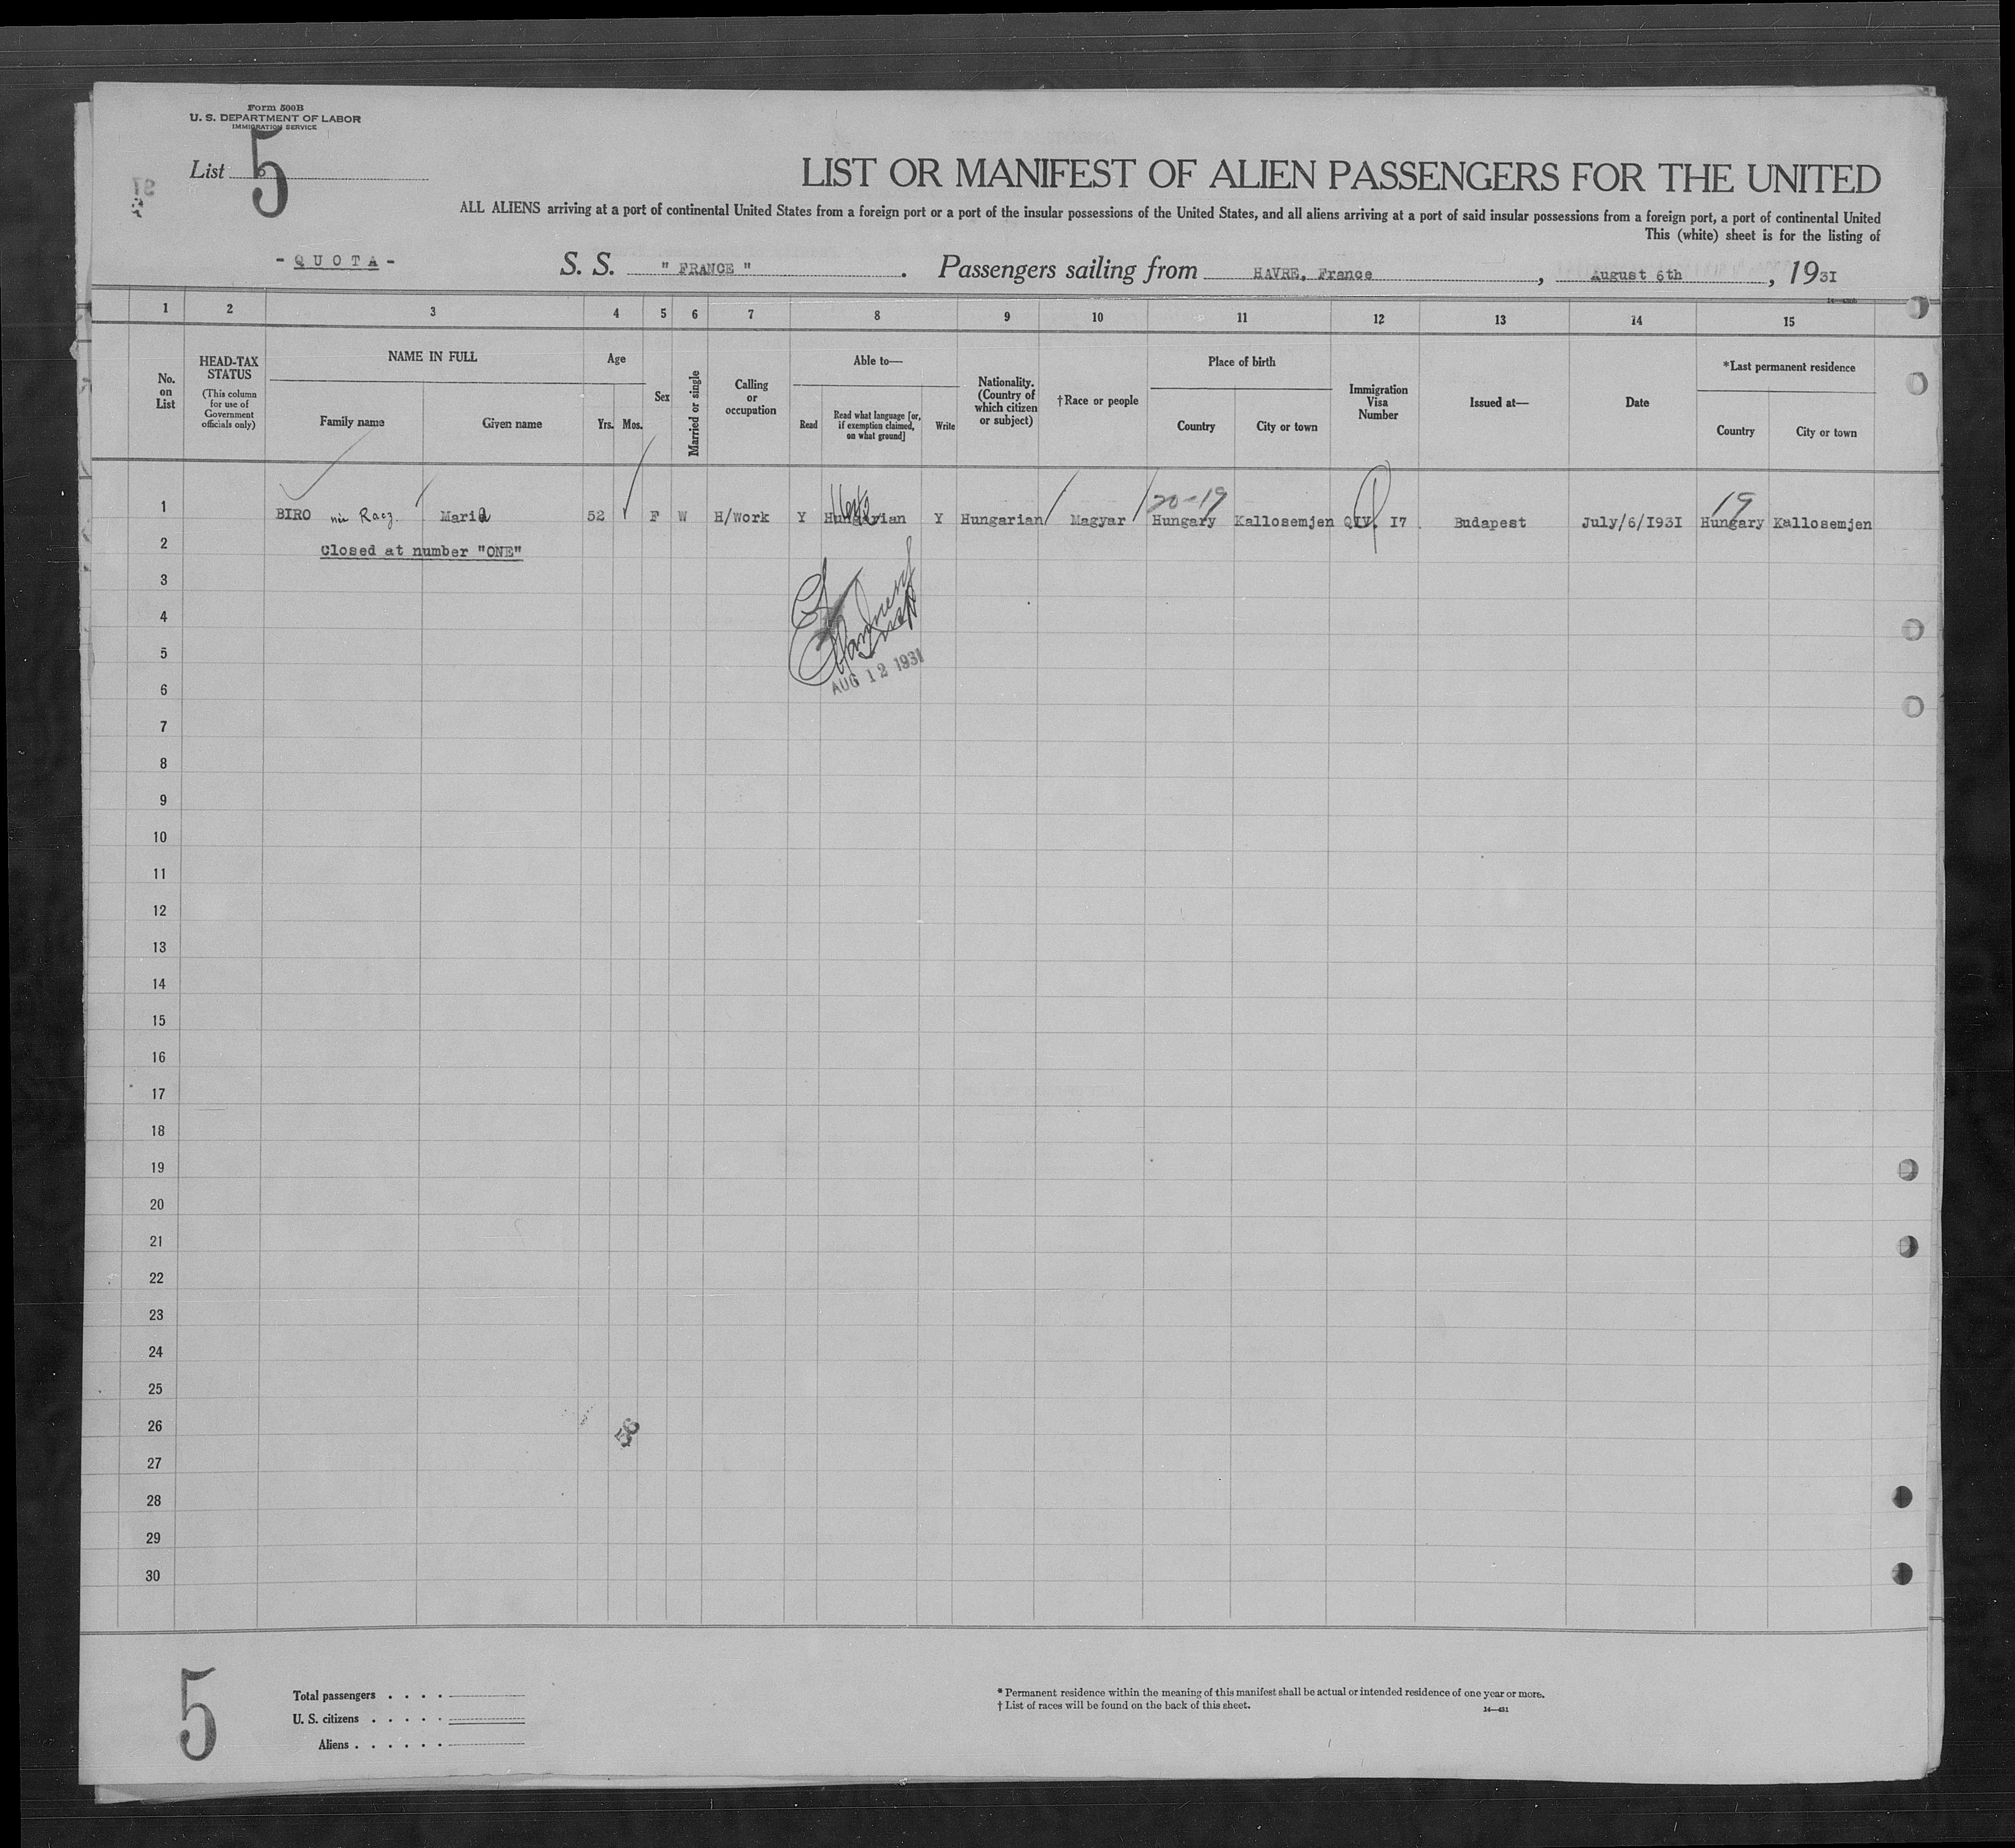 Form 500B
U. S. DEPARTMENT OF LABOR
IMMIGRATION SERVICE
List 5
LIST OR MANIFEST OF ALIEN PASSENGERS FOR THE UNITED
ALL ALIENS arriving at a port of continental United States from a foreign port or a port of the insular possessions of the United States, and all aliens arriving at a port of said insular possessions from a foreign port, a port of continental United
This (white) sheet is for the listing of
- QUOTA - S. S. " FRANCE " . Passengers sailing from HAVRE, France , August 6th , 1931
1 2 3 4 5 6 7 8 9 10 11 12 13 14 15
No. on List
HEAD-TAX STATUS
(This column for use of Government officials only)
NAME IN FULL
Family name Given name
Age
Yrs. Mos.
Sex
Married or single
Calling or occupation
Able to—
Read Read what language [or, if exemption claimed, on what ground] Write
Nationality. (Country of which citizen or subject)
†Race or people
Place of birth
Country City or town
Immigration Visa Number
Issued at—
Date
*Last permanent residence
Country City or town
20-19 19
1 BIRO née Racz. Maria 52 F W H/Work Y Hungarian Y Hungarian Magyar Hungary Kallosemjen QIV. I7 Budapest July/6/I931 Hungary Kallosemjen
2 Closed at number "ONE"
3
4
5
AUG 12 1931
6
7
8
9
10
11
12
13
14
15
16
17
18
19
20
21
22
23
24
25
26
27
28
29
30
5
Total passengers . . . .
U. S. citizens . . . . .
Aliens . . . . . .
* Permanent residence within the meaning of this manifest shall be actual or intended residence of one year or more.
† List of races will be found on the back of this sheet.
14—431